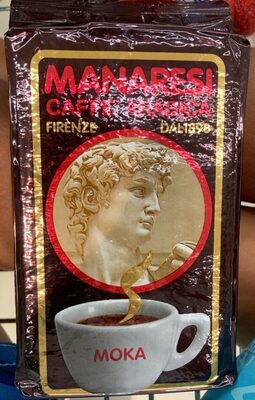 MANARESI
CAFFÈ ARABICA
FIRENZE DAL 1898
MOKA